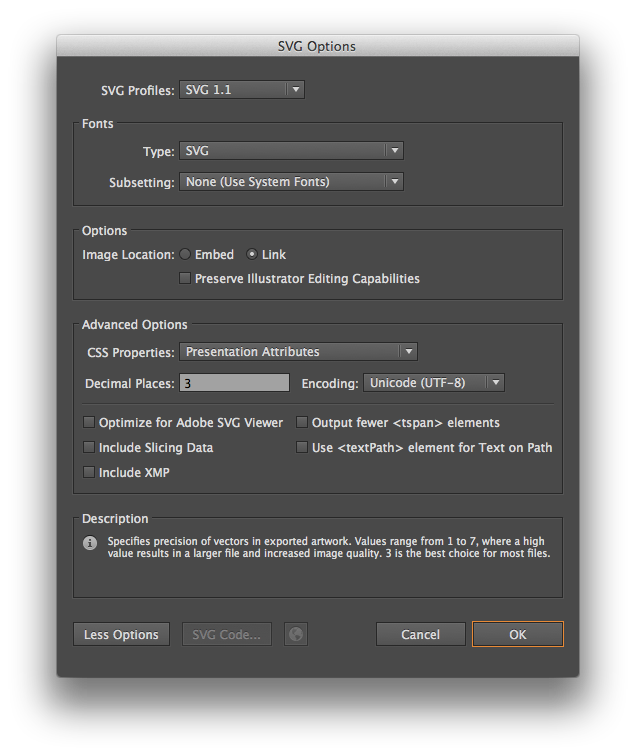 SVG Options
SVG Profiles: SVG 1.1
Fonts
Type: SVG
Subsetting: None (Use System Fonts)
Options
Image Location: Embed Link
Preserve Illustrator Editing Capabilities
Advanced Options
CSS Properties: Presentation Attributes
Decimal Places: 3 Encoding: Unicode (UTF-8)
Optimize for Adobe SVG Viewer Output fewer <tspan> elements
Include Slicing Data Use <textPath> element for Text on Path
Include XMP
Description
Specifies precision of vectors in exported artwork. Values range from 1 to 7, where a high
value results in a larger file and increased image quality. 3 is the best choice for most files.
Less Options SVG Code... Cancel OK